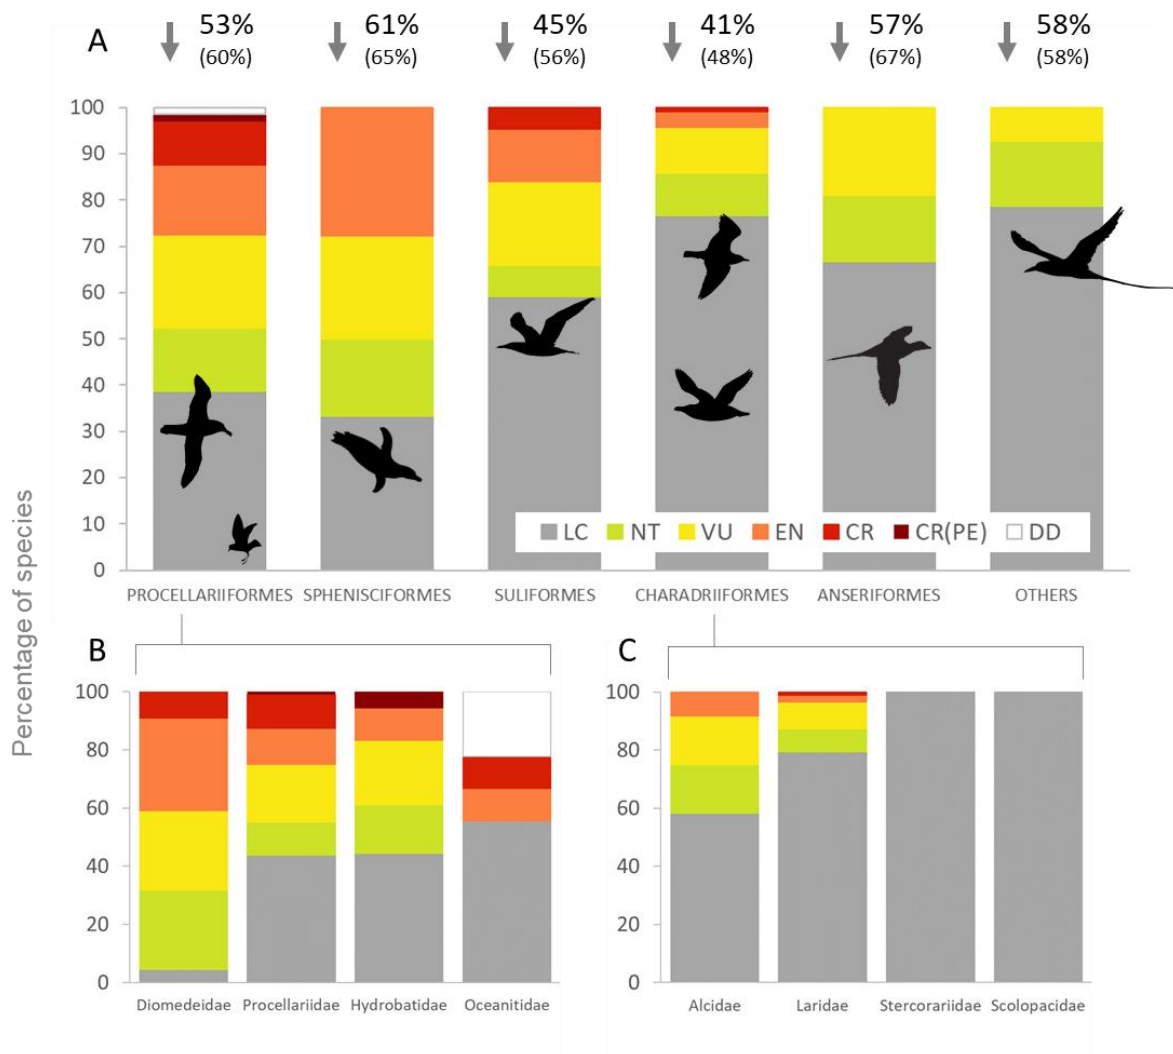 A
53% 61% 45% 41% 57% 58%
(60%) (65%) (56%) (48%) (67%) (58%)
100
90
80
70
60
50
40
30
20
10
0
LC NT VU EN CR CR(PE) DD
PROCELLARIIFORMES SPHENISCIFORMES SULIFORMES CHARADRIIFORMES ANSERIFORMES OTHERS
Percentage of species
B
100
80
60
40
20
0
Diomedeidae Procellariidae Hydrobatidae Oceanitidae
C
100
80
60
40
20
0
Alcidae Laridae Stercorariidae Scolopacidae